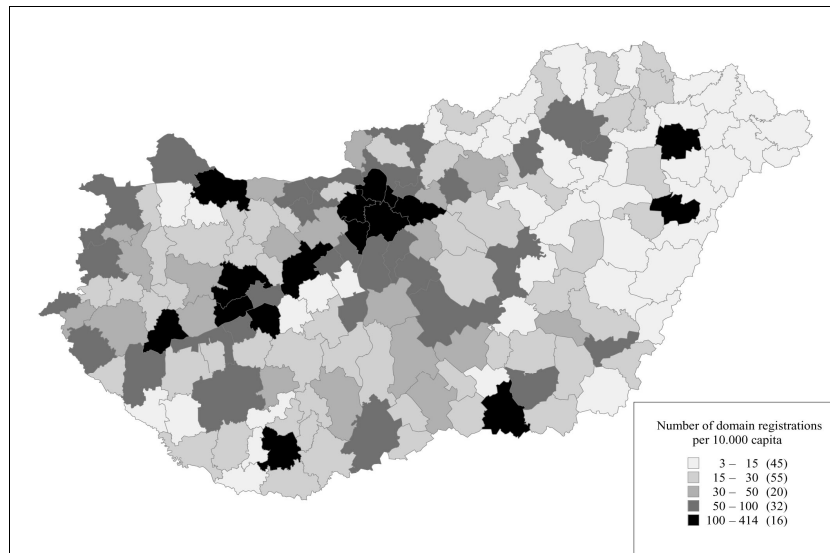 Number of domain registrations
per 10.000 capita
3 – 15 (45)
15 – 30 (55)
30 – 50 (20)
50 – 100 (32)
100 – 414 (16)